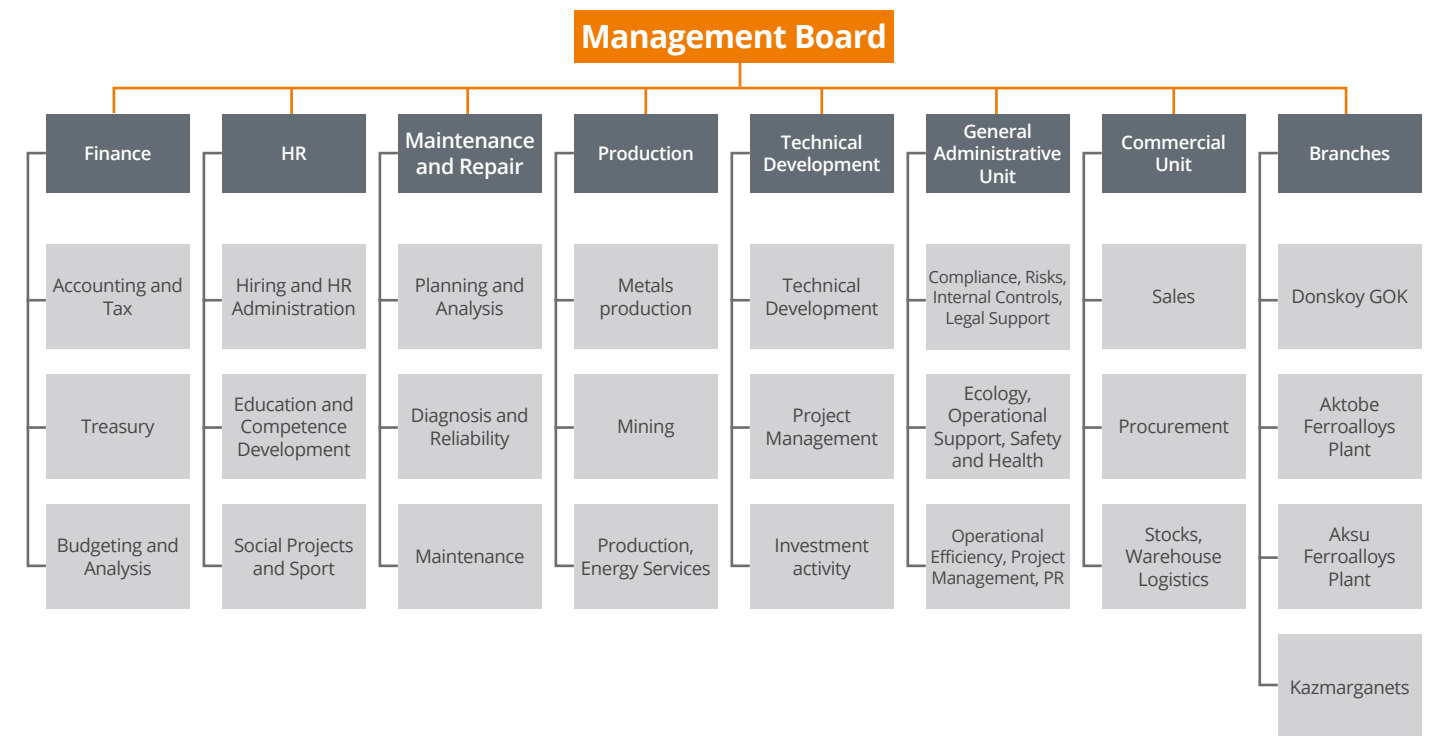 Management Board
Finance
HR
Maintenance
and Repair
Production
Technical
Development
General
Administrative
Unit
Commercial
Unit
Branches
Accounting and
Tax
Hiring and HR
Administration
Planning and
Analysis
Metals
production
Technical
Development
Compliance, Risks,
Internal Controls,
Legal Support
Sales
Donskoy GOK
Treasury
Education and
Competence
Development
Diagnosis and
Reliability
Mining
Project
Management
Ecology,
Operational
Support, Safety
and Health
Procurement
Aktobe
Ferroalloys
Plant
Budgeting and
Analysis
Social Projects
and Sport
Maintenance
Production,
Energy Services
Investment
activity
Operational
Efficiency, Project
Management, PR
Stocks,
Warehouse
Logistics
Aksu
Ferroalloys
Plant
Kazmarganets